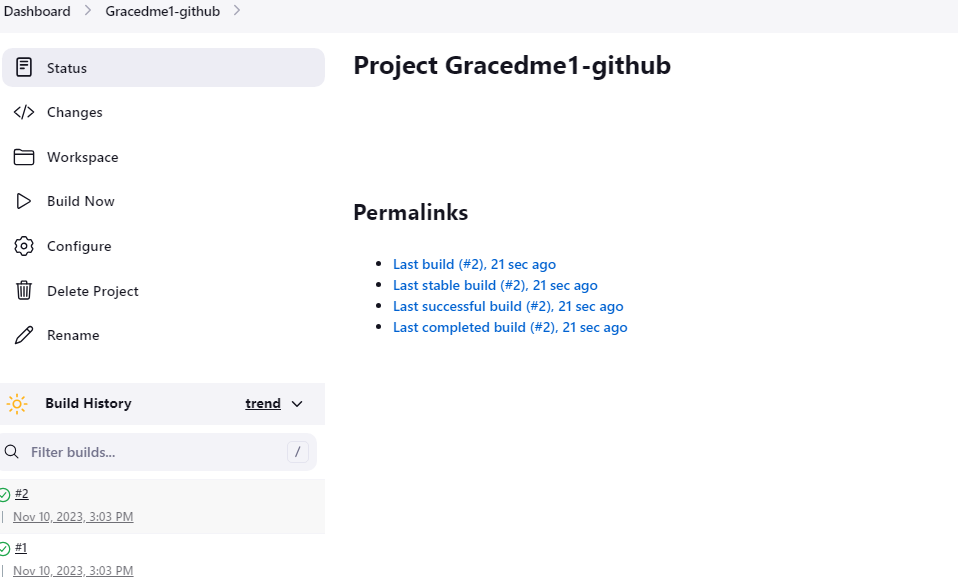 Dashboard > Gracedme1-github >
Status
Changes
Workspace
Build Now
Configure
Delete Project
Rename
Build History trend
Filter builds... /
#2
Nov 10, 2023, 3:03 PM
#1
Nov 10, 2023, 3:03 PM
Project Gracedme1-github
Permalinks
Last build (#2), 21 sec ago
Last stable build (#2), 21 sec ago
Last successful build (#2), 21 sec ago
Last completed build (#2), 21 sec ago